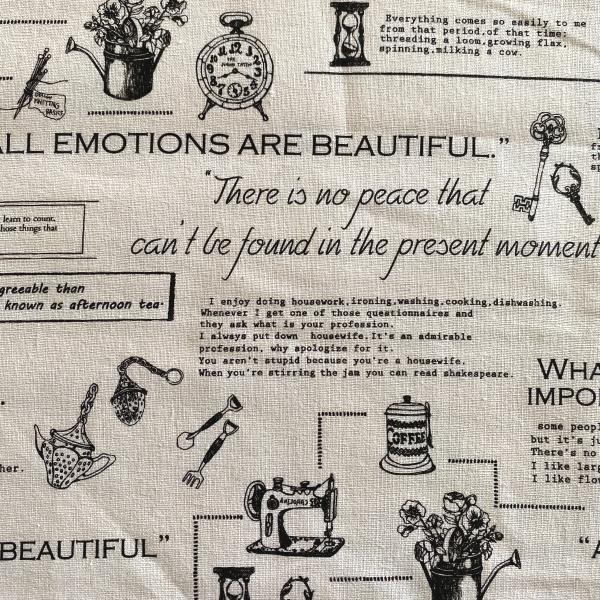 Everything comes so easily to me
from that period.of that time:
threading a loom.growing flax,
spinning.milking a cow.
ALL EMOTIONS ARE BEAUTIFUL.”
“There is no peace that
can't be found in the present moment
learn to count.
those things that
greeable than
known as afternoon tea.
I enjoy doing housework,ironing,washing,cooking,dishwashing.
Whenever I get one of those questionnaires and
they ask what is your profession.
I always put down housewife.It's an admirable
profession, why apologize for it.
You aren't stupid because you're a housewife.
When you're stirring the jam you can read shakespeare.
WHA
IMPO
COFFEE
some peopl
but it's ju
There's no
I like larg
I like flow
her.
BEAUTIFUL”
“A